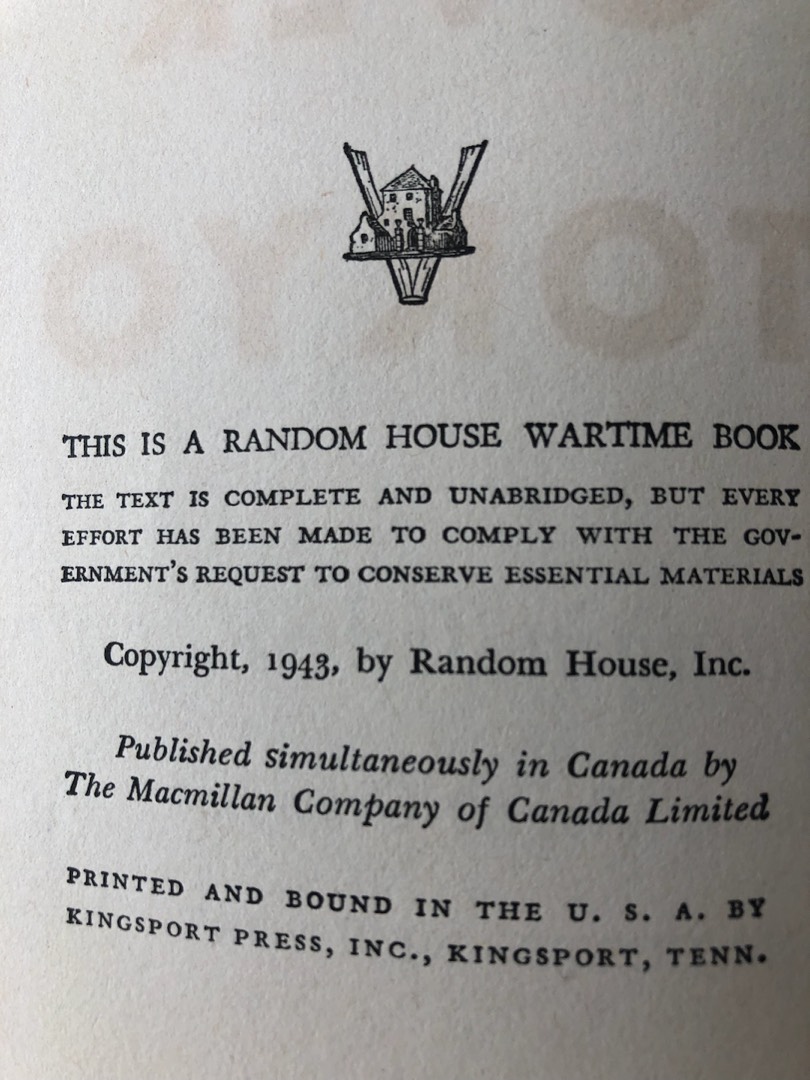 THIS IS A RANDOM HOUSE WARTIME BOOK
THE TEXT IS COMPLETE AND UNABRIDGED, BUT EVERY
EFFORT HAS BEEN MADE TO COMPLY WITH THE GOV-
ERNMENT'S REQUEST TO CONSERVE ESSENTIAL MATERIALS
Copyright, 1943, by Random House, Inc.
Published simultaneously in Canada by
The Macmillan Company of Canada Limited
PRINTED AND BOUND IN THE U. S. A. BY
KINGSPORT PRESS, INC., KINGSPORT, TENN.